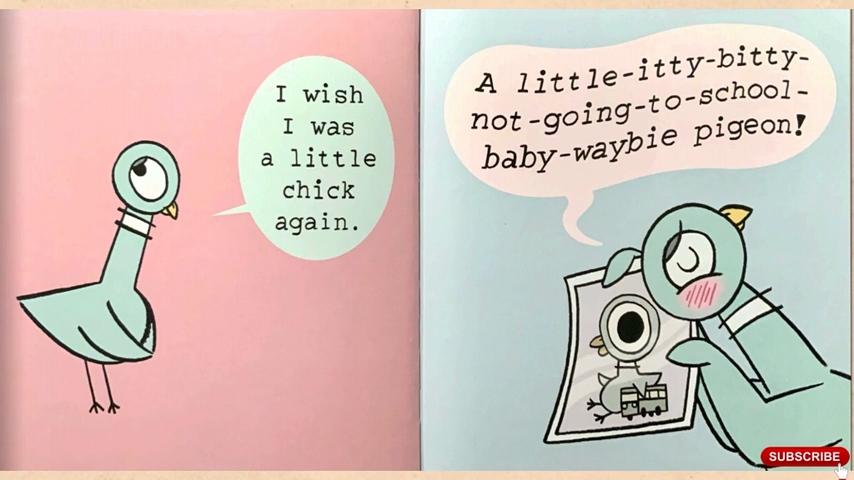 I wish
I was
a little
chick
again.
A little-itty-bitty-
not-going-to-school-
baby-waybie pigeon!
SUBSCRIBE